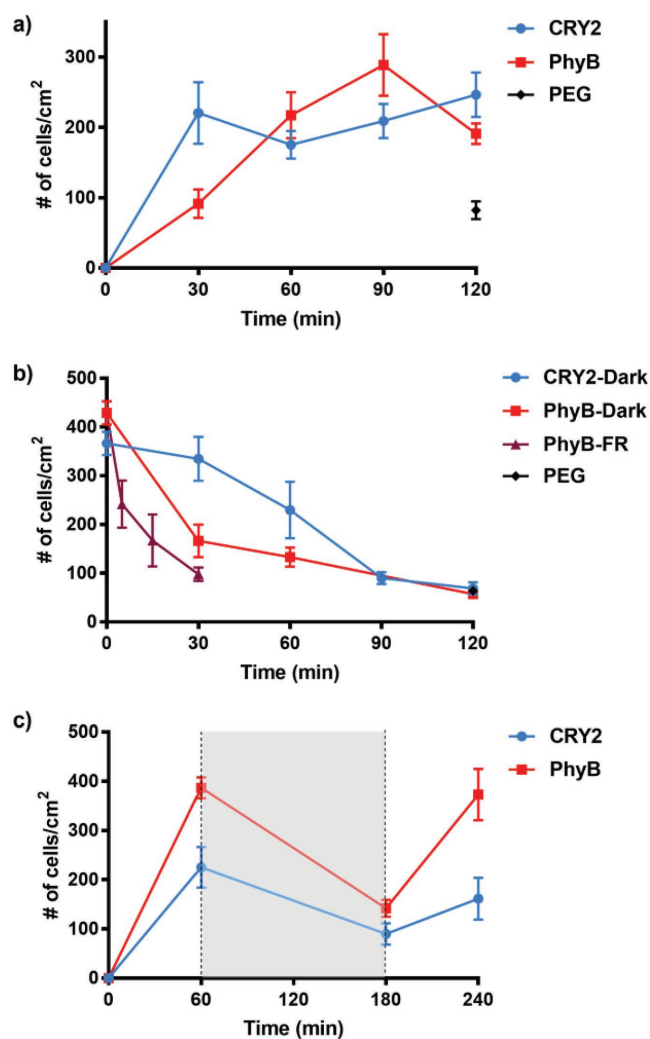 a)
CRY2
PhyB
PEG
# of cells/cm²
300
200
100
0
0 30 60 90 120
Time (min)
b)
CRY2-Dark
PhyB-Dark
PhyB-FR
PEG
# of cells/cm²
500
400
300
200
100
0
0 30 60 90 120
Time (min)
c)
CRY2
PhyB
# of cells/cm²
500
400
300
200
100
0
0 60 120 180 240
Time (min)